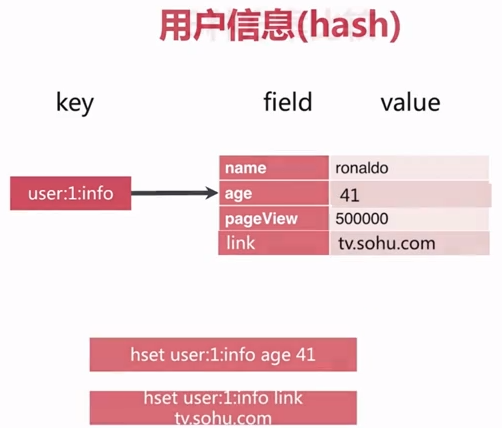 用户信息(hash)
key field value
name ronaldo
user:1:info age 41
pageView 500000
link tv.sohu.com
hset user:1:info age 41
hset user:1:info link
tv.sohu.com